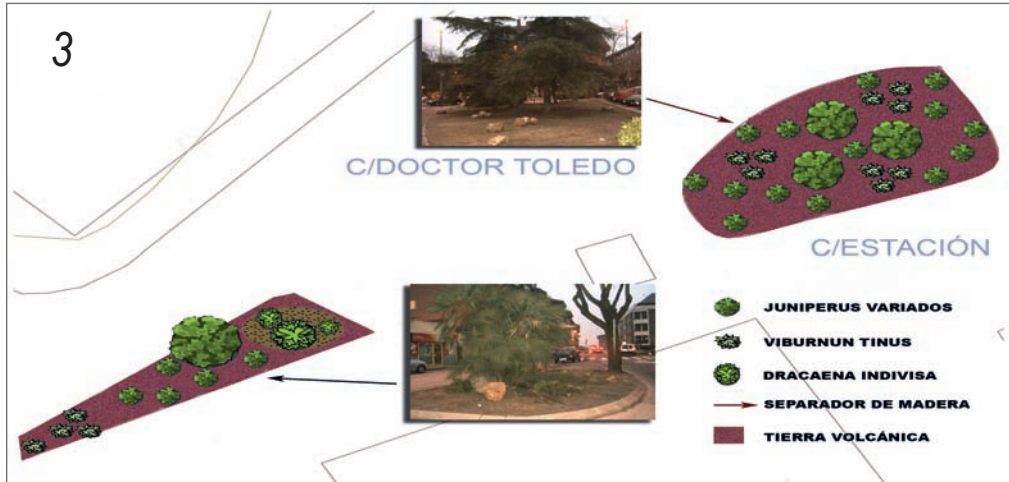 3
C/DOCTOR TOLEDO
C/ESTACIÓN
JUNIPERUS VARIADOS
VIBURNUN TINUS
DRACAENA INDIVISA
SEPARADOR DE MADERA
TIERRA VOLCÁNICA